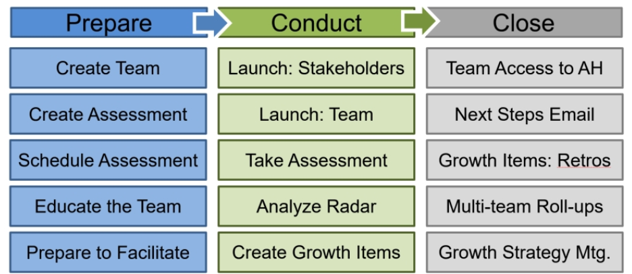 Prepare
Conduct
Close
Create Team
Launch: Stakeholders
Team Access to AH
Create Assessment
Launch: Team
Next Steps Email
Schedule Assessment
Take Assessment
Growth Items: Retros
Educate the Team
Analyze Radar
Multi-team Roll-ups
Prepare to Facilitate
Create Growth Items
Growth Strategy Mtg.